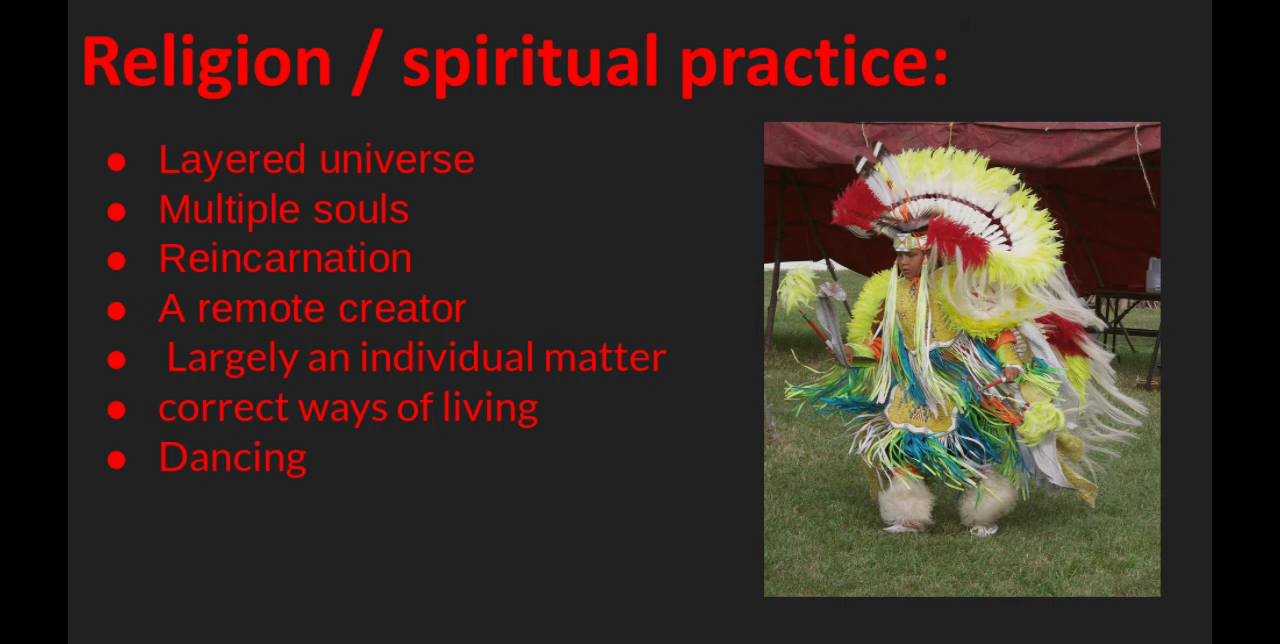 Religion / spiritual practice:
● Layered universe
● Multiple souls
● Reincarnation
● A remote creator
● Largely an individual matter
● correct ways of living
● Dancing